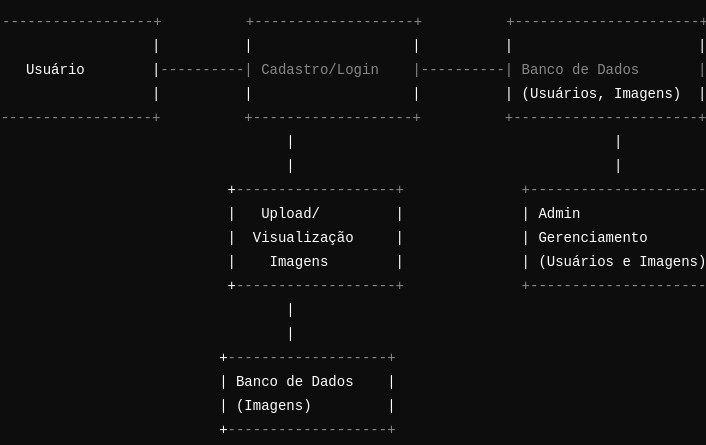 Usuário
Cadastro/Login
Banco de Dados
(Usuários, Imagens)
Upload/
Visualização
Imagens
Admin
Gerenciamento
(Usuários e Imagens)
Banco de Dados
(Imagens)